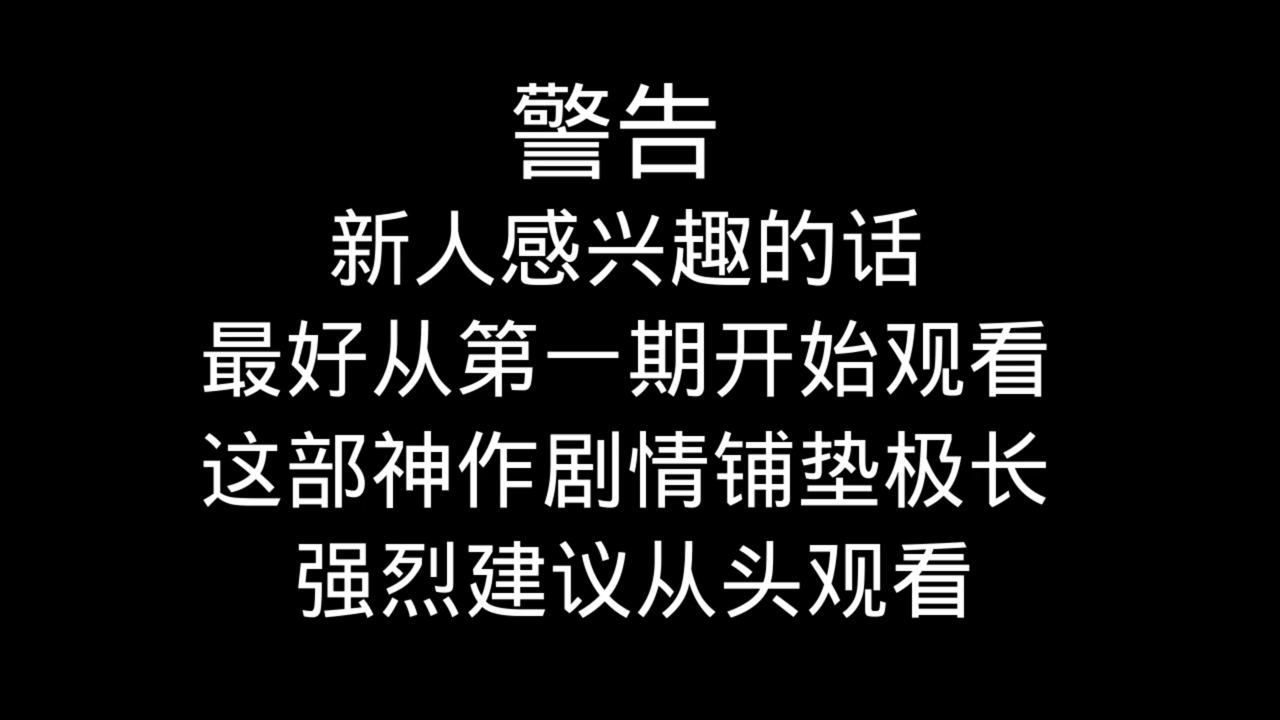 警告
新人感兴趣的话
最好从第一期开始观看
这部神作剧情铺垫极长
强烈建议从头观看